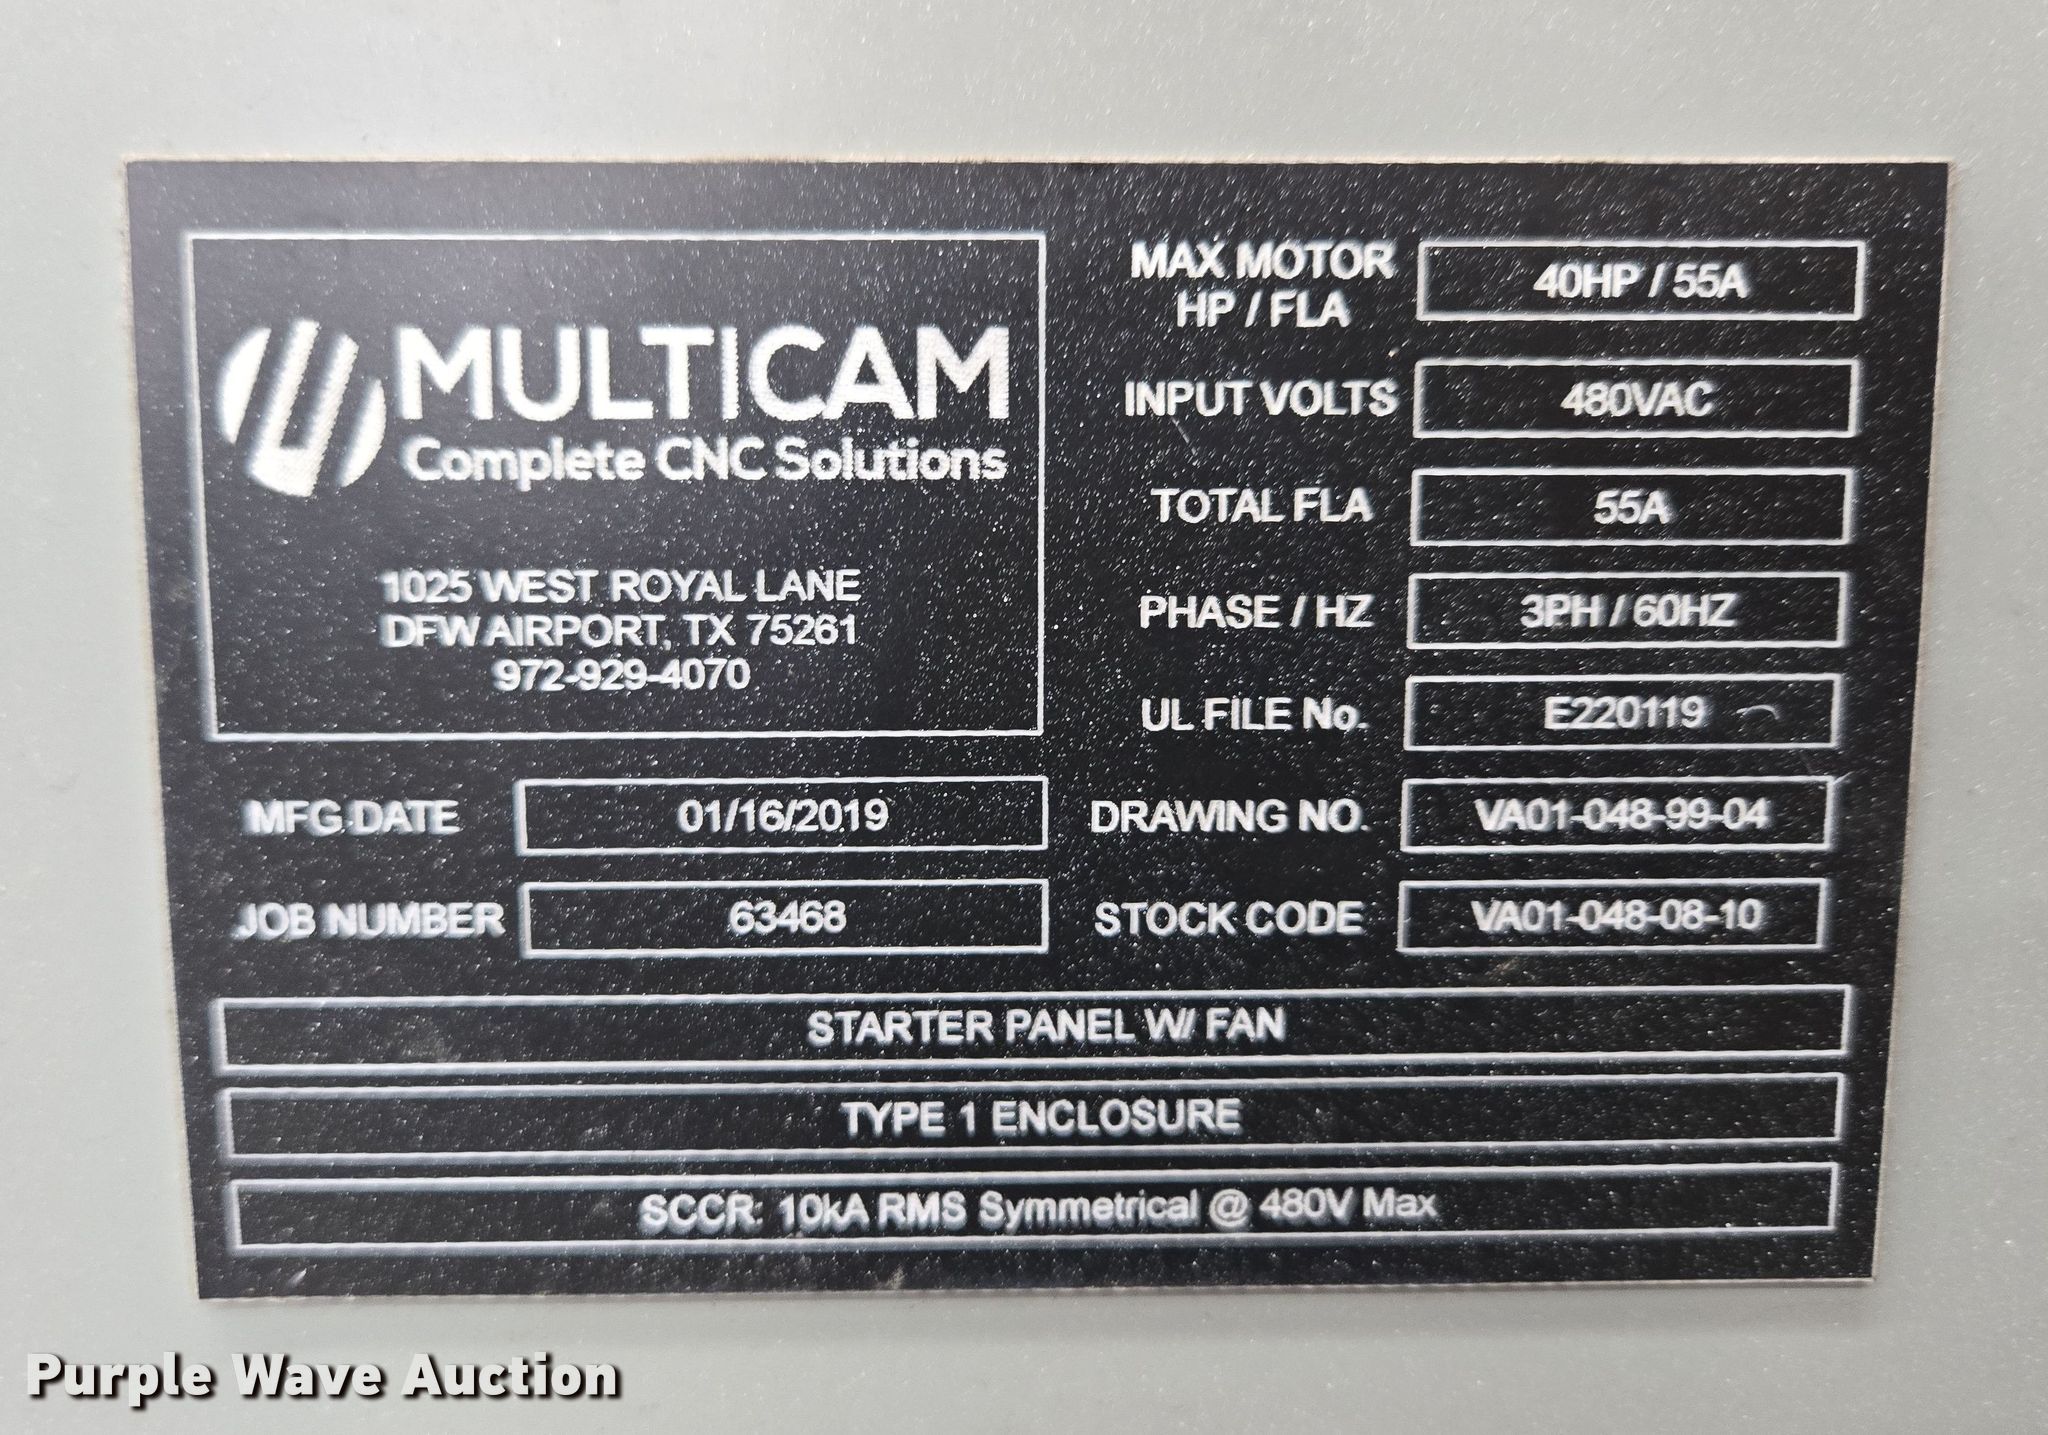 MULTICAM
Complete CNC Solutions
1025 WEST ROYAL LANE
DFW AIRPORT, TX 75261
972-929-4070
MFG DATE 01/16/2019
JOB NUMBER 63468
MAX MOTOR
HP / FLA 40HP / 55A
INPUT VOLTS 480VAC
TOTAL FLA 55A
PHASE / HZ 3PH / 60HZ
UL FILE No. E220119
DRAWING NO. VA01-048-99-04
STOCK CODE VA01-048-08-10
STARTER PANEL W/ FAN
TYPE 1 ENCLOSURE
SCCR: 10kA RMS Symmetrical @ 480V Max
Purple Wave Auction